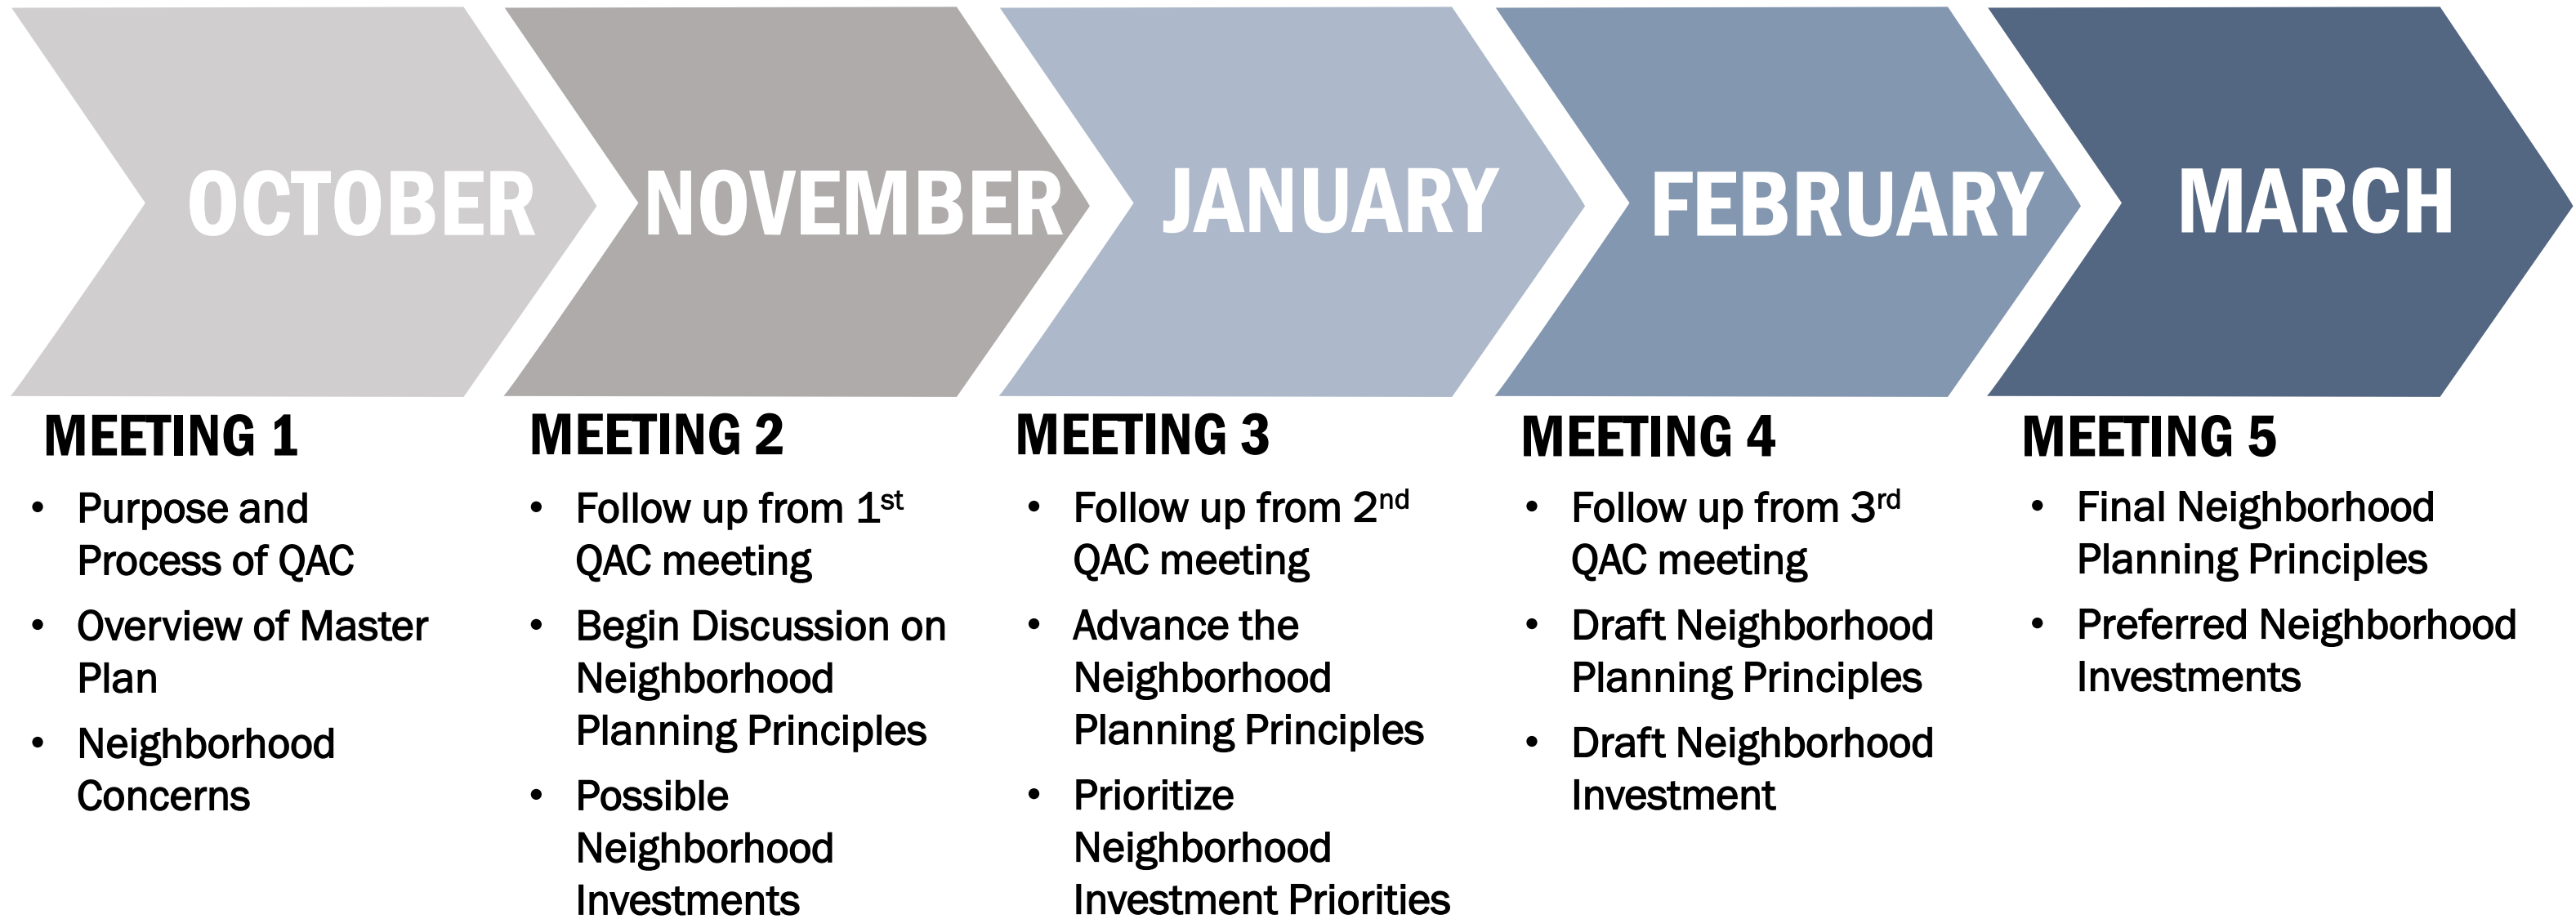 OCTOBER
NOVEMBER
JANUARY
FEBRUARY
MARCH
MEETING 1
• Purpose and
Process of QAC
• Overview of Master
Plan
• Neighborhood
Concerns
MEETING 2
• Follow up from 1st
QAC meeting
• Begin Discussion on
Neighborhood
Planning Principles
• Possible
Neighborhood
Investments
MEETING 3
• Follow up from 2nd
QAC meeting
• Advance the
Neighborhood
Planning Principles
• Prioritize
Neighborhood
Investment Priorities
MEETING 4
• Follow up from 3rd
QAC meeting
• Draft Neighborhood
Planning Principles
• Draft Neighborhood
Investment
MEETING 5
• Final Neighborhood
Planning Principles
• Preferred Neighborhood
Investments